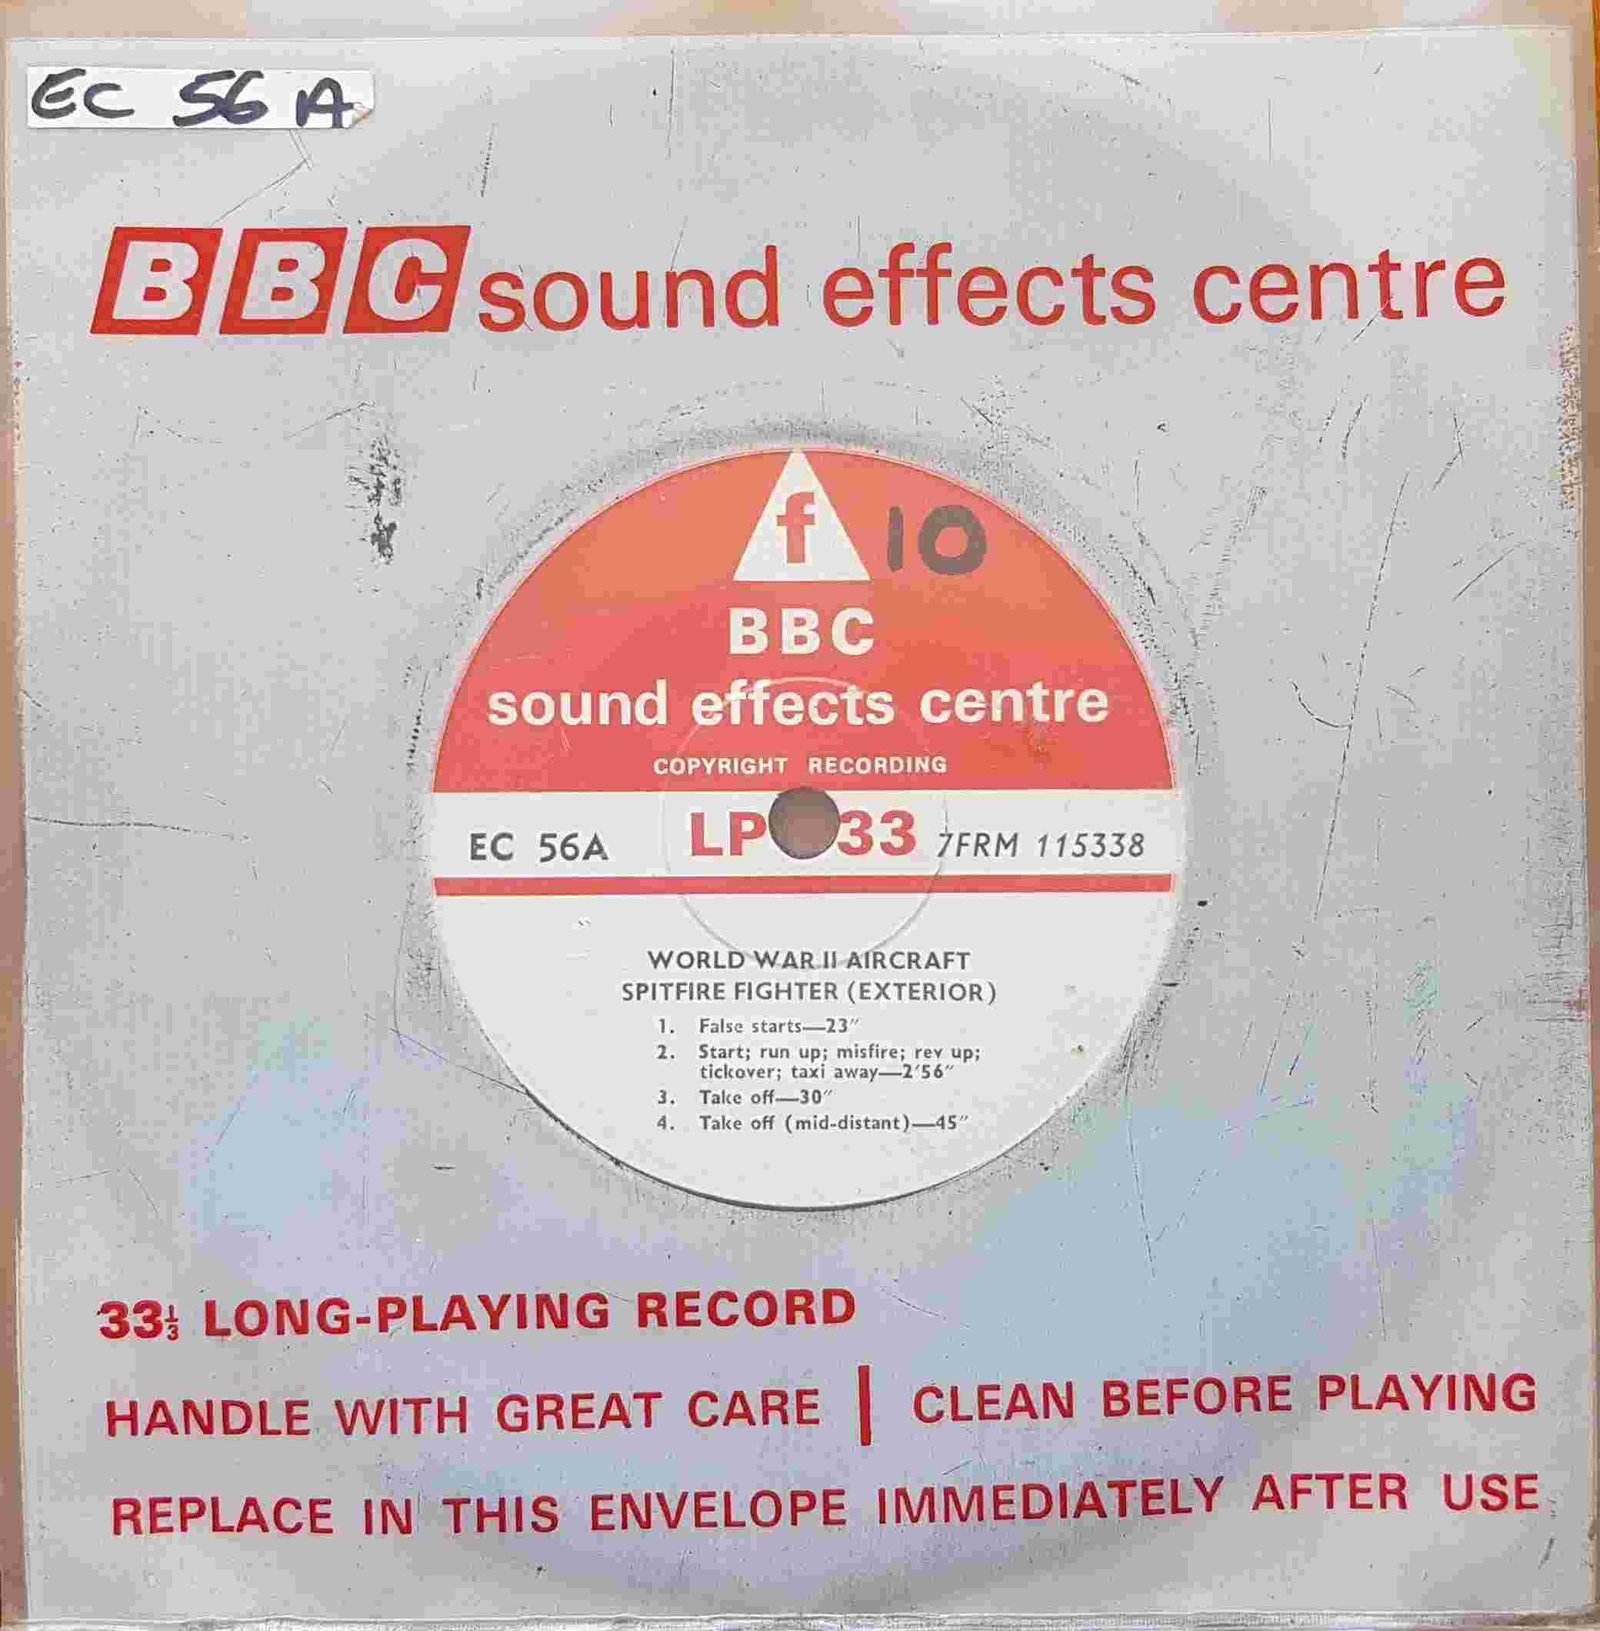 EC 56 A
BBC sound effects centre
f 10
BBC
sound effects centre
COPYRIGHT RECORDING
EC 56A LP 33 7FRM 115338
WORLD WAR II AIRCRAFT
SPITFIRE FIGHTER (EXTERIOR)
1. False starts—23″
2. Start; run up; misfire; rev up;
tickover; taxi away—2′56″
3. Take off—30″
4. Take off (mid-distant)—45″
33⅓ LONG-PLAYING RECORD
HANDLE WITH GREAT CARE | CLEAN BEFORE PLAYING
REPLACE IN THIS ENVELOPE IMMEDIATELY AFTER USE